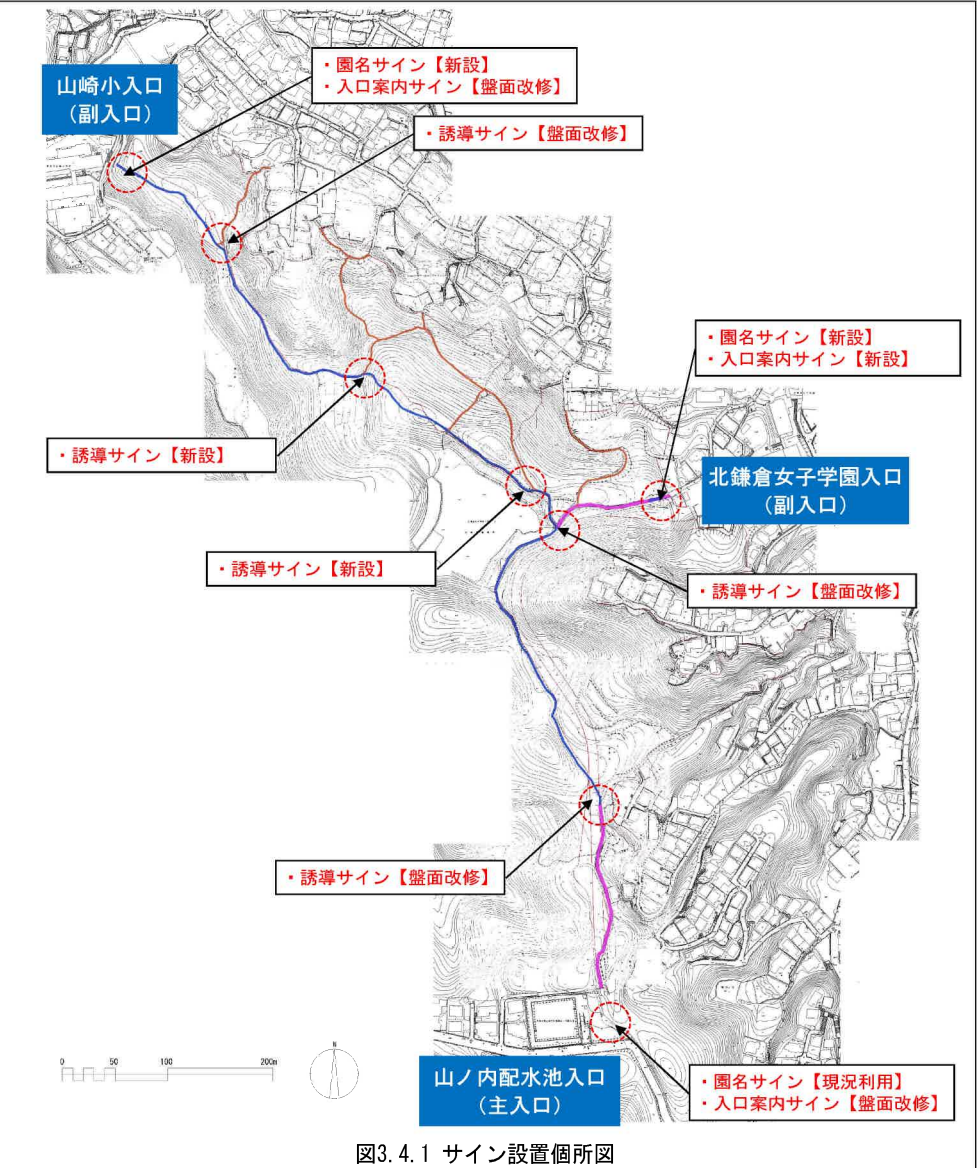 山崎小入口
（副入口）
・園名サイン【新設】
・入口案内サイン【盤面改修】
・誘導サイン【盤面改修】
・園名サイン【新設】
・入口案内サイン【新設】
・誘導サイン【新設】
北鎌倉女子学園入口
（副入口）
・誘導サイン【新設】
・誘導サイン【盤面改修】
・誘導サイン【盤面改修】
0 50 100 200m
N
山ノ内配水池入口
（主入口）
・園名サイン【現況利用】
・入口案内サイン【盤面改修】
図3.4.1 サイン設置個所図